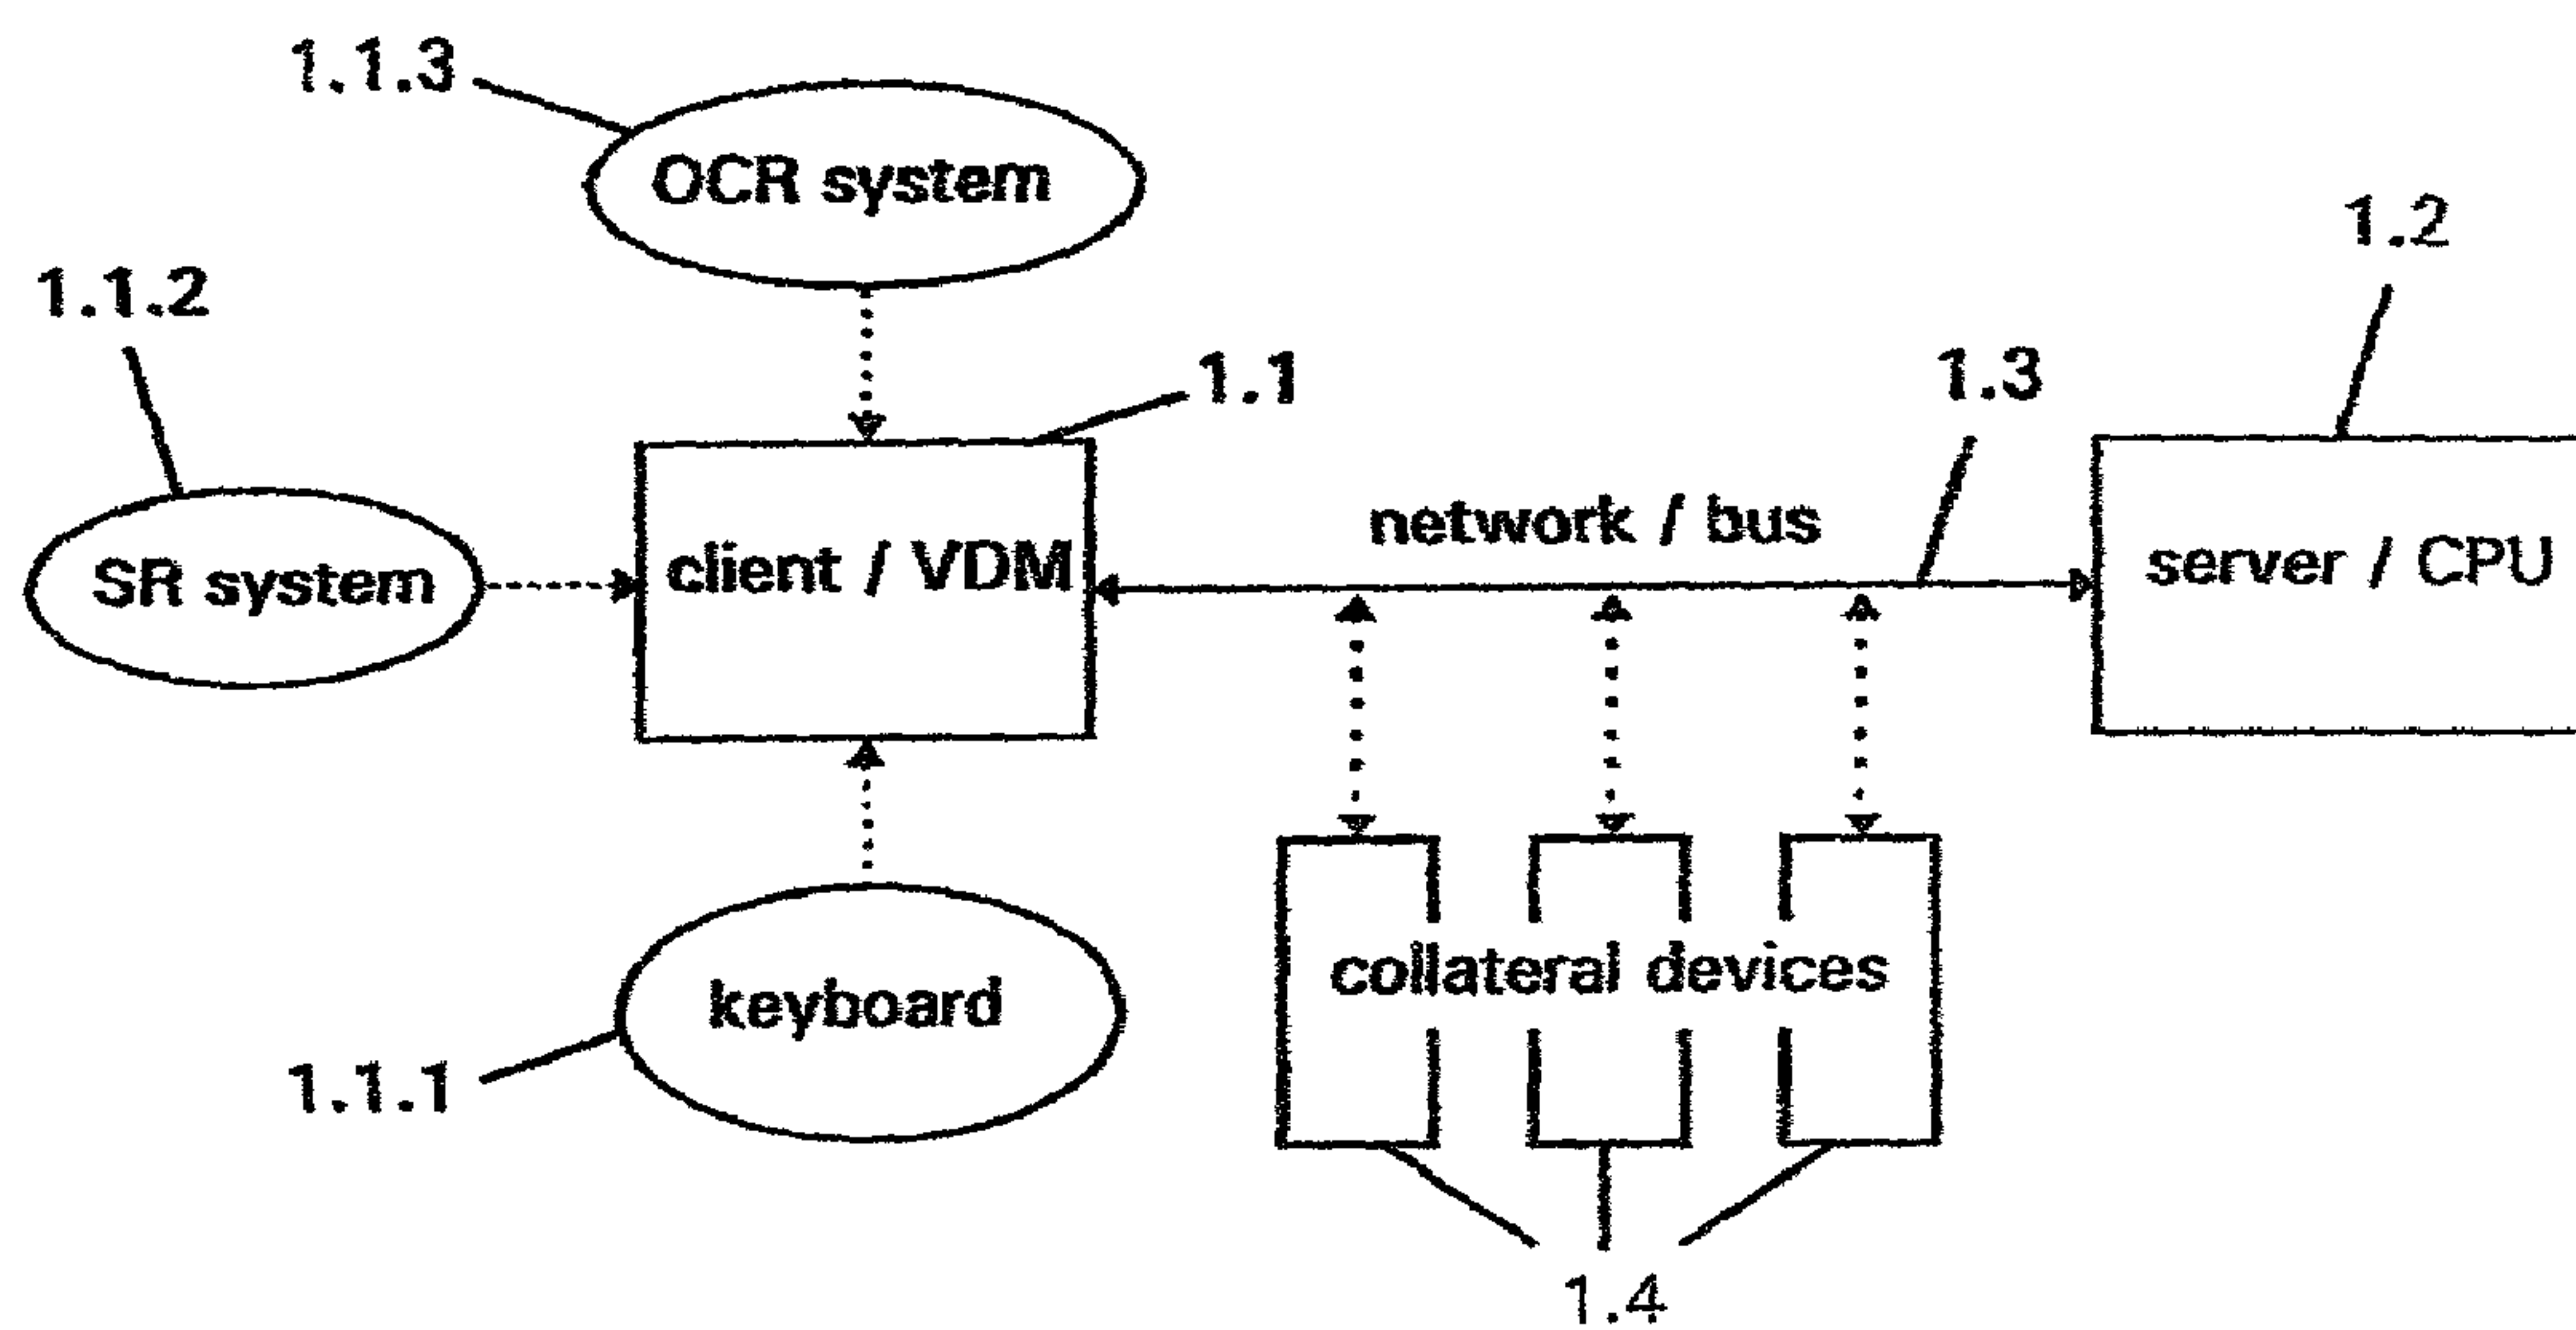 1.1.3
OCR system
1.2
1.1.2
1.1
1.3
network / bus
client / VDM
server / CPU
SR system
collateral devices
keyboard
1.1.1
1.4